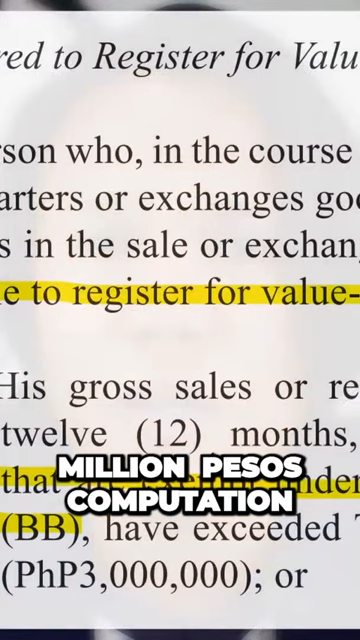 red to Register for Valu
rson who, in the course
arters or exchanges goo
s in the sale or exchan
e to register for value-
His gross sales or re
twelve (12) months,
MILLION PESOS
that
under
COMPUTATION
(BB), have exceeded T
(PhP3,000,000); or